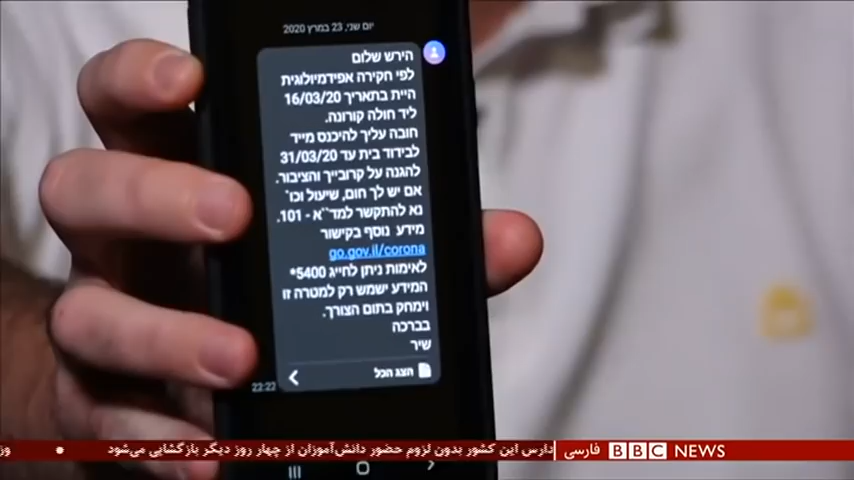 יום שני, 23 במרץ 2020
הירש שלום
לפי חקירה אפידמיולוגית
היית בתאריך 16/03/20
ליד חולה קורונה.
חובה עליך להיכנס מייד
לבידוד בית עד 31/03/20
להגנה על קרובייך והציבור.
אם יש לך חום, שיעול וכו`
נא להתקשר למד``א - 101.
מידע נוסף בקישור
go.gov.il/corona
לאימות ניתן לחייג 5400*
המידע ישמש רק למטרה זו
וימחק בתום הצורך.
בברכה
שיר
הצג הכל
22:22
BBC NEWS فارسی
دارس این کشور بدون لزوم حضور دانش‌آموزان از چهار روز دیگر بازگشایی می‌شود • وز